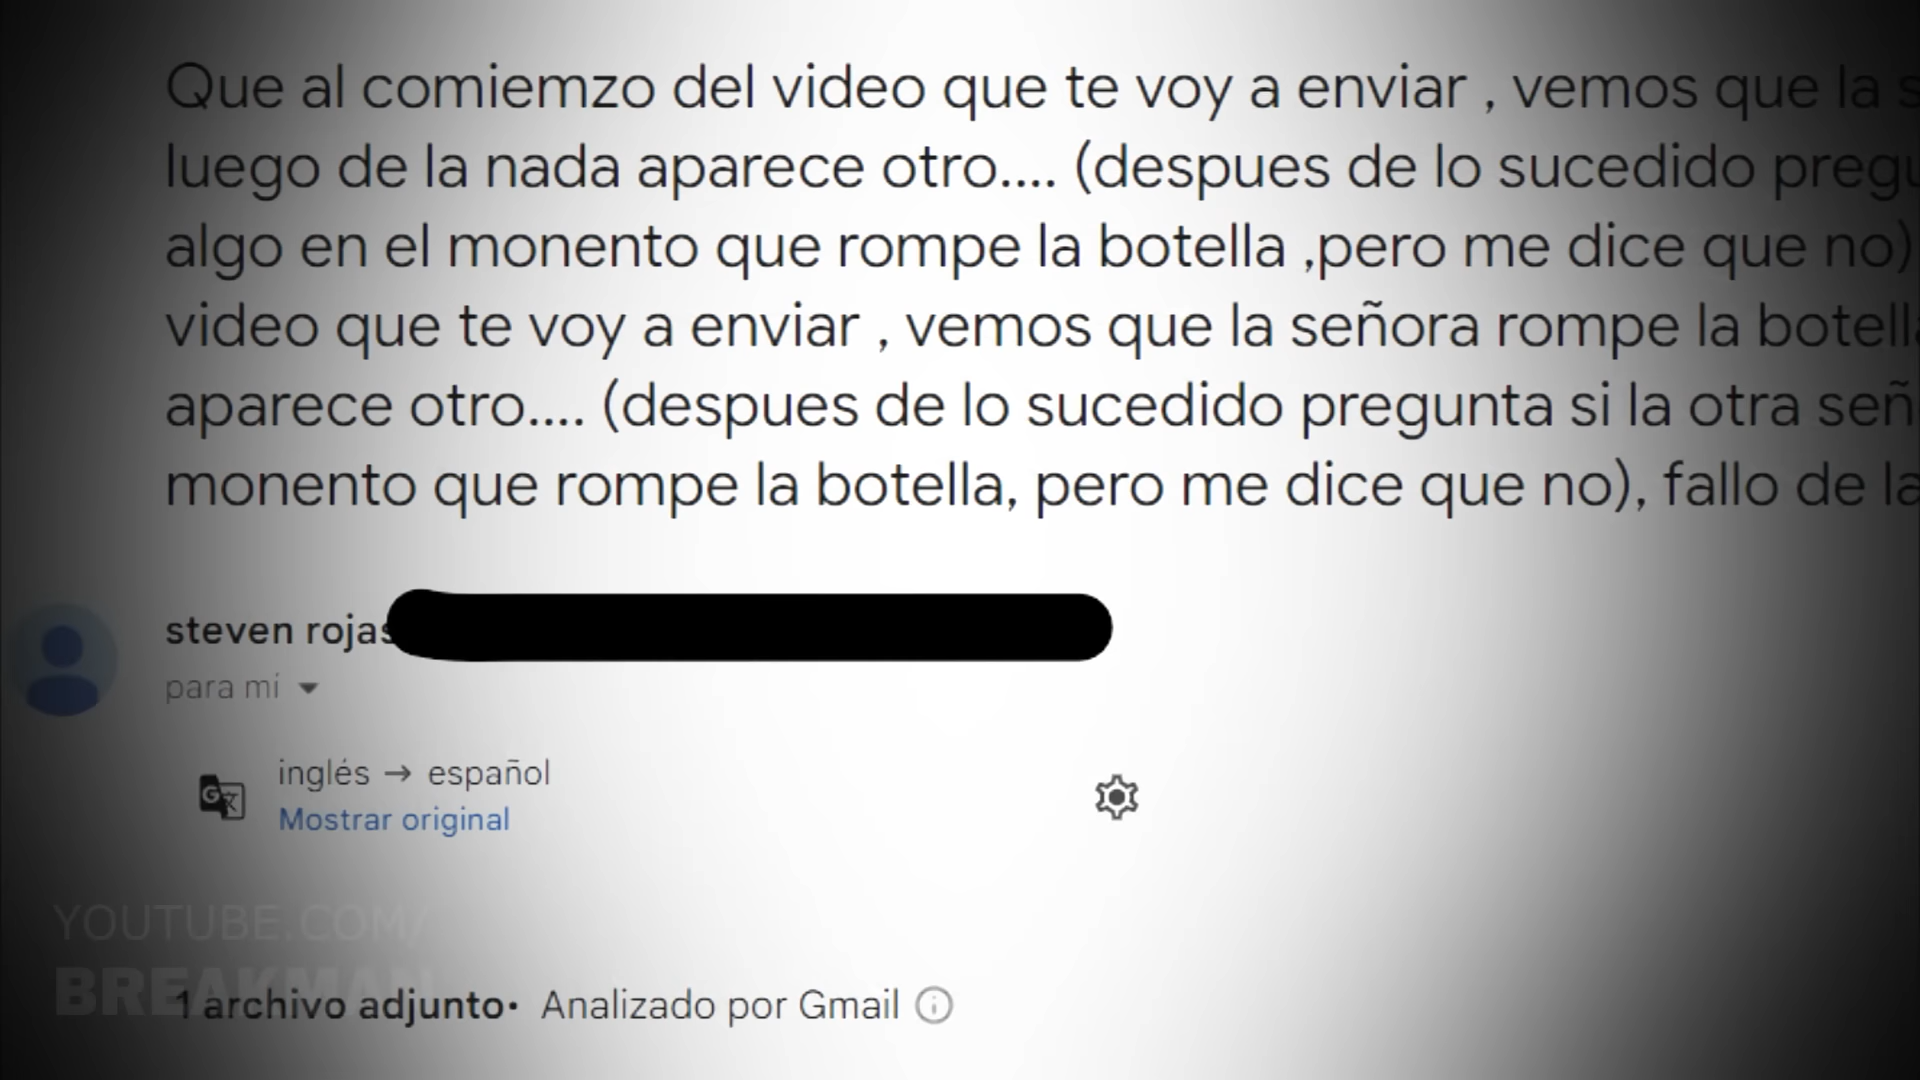 Que al comiemzo del video que te voy a enviar , vemos que la
luego de la nada aparece otro.... (despues de lo sucedido
algo en el monento que rompe la botella ,pero me dice que no)
video que te voy a enviar , vemos que la señora rompe la
aparece otro.... (despues de lo sucedido pregunta si la otra
monento que rompe la botella, pero me dice que no), fallo de
steven rojas
para mí
inglés → español
Mostrar original
YOUTUBE.COM/
BREAKMAN
1 archivo adjunto• Analizado por Gmail